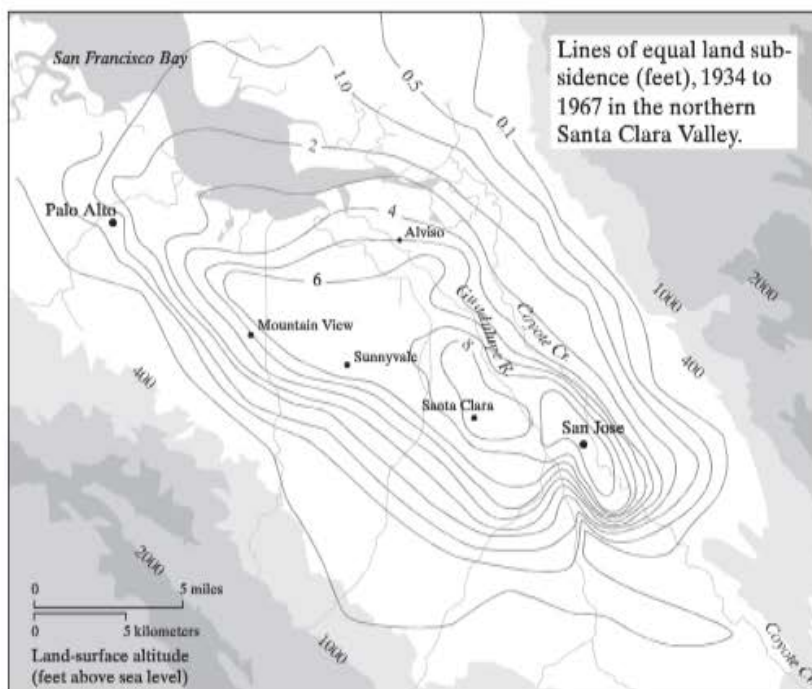 San Francisco Bay
Lines of equal land sub-
sidence (feet), 1934 to
1967 in the northern
Santa Clara Valley.
1.0
0.5
0.1
2
Palo Alto
4
Alviso
6
Guadalupe R.
Coyote Cr.
1000
2000
Mountain View
Sunnyvale
8
400
400
Santa Clara
San Jose
2000
0 5 miles
0 5 kilometers
Land-surface altitude
(feet above sea level)
1000
Coyote Cr.